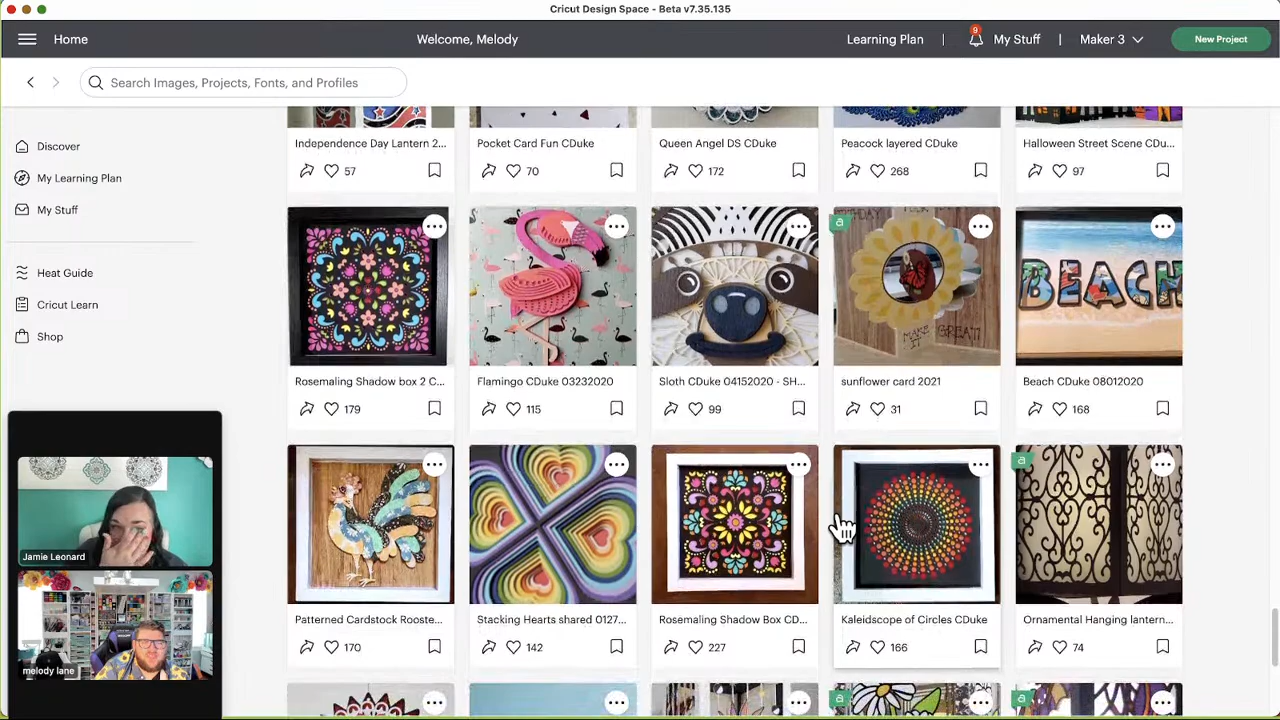 Cricut Design Space - Beta v7.35.135
Home
Welcome, Melody
Learning Plan
9
My Stuff
Maker 3
New Project
Search Images, Projects, Fonts, and Profiles
Discover
My Learning Plan
My Stuff
Heat Guide
Cricut Learn
Shop
Independence Day Lantern 2...
57
Pocket Card Fun CDuke
70
Queen Angel DS CDuke
172
Peacock layered CDuke
268
Halloween Street Scene CDu...
97
a
BEACH
Rosemaling Shadow box 2 C...
179
Flamingo CDuke 03232020
115
Sloth CDuke 04152020 - SH...
99
MAKE IT GREAT!
sunflower card 2021
31
Beach CDuke 08012020
168
a
Patterned Cardstock Rooste...
170
Stacking Hearts shared 0127...
142
Rosemaling Shadow Box CD...
227
Kaleidscope of Circles CDuke
166
Ornamental Hanging lantern...
74
a
a
Jamie Leonard
melody lane